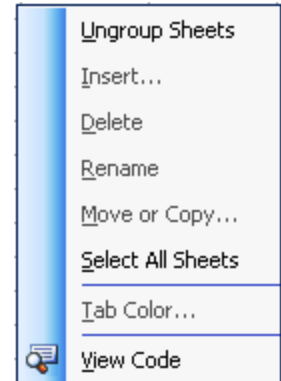 Ungroup Sheets
Insert...
Delete
Rename
Move or Copy...
Select All Sheets
Tab Color...
View Code